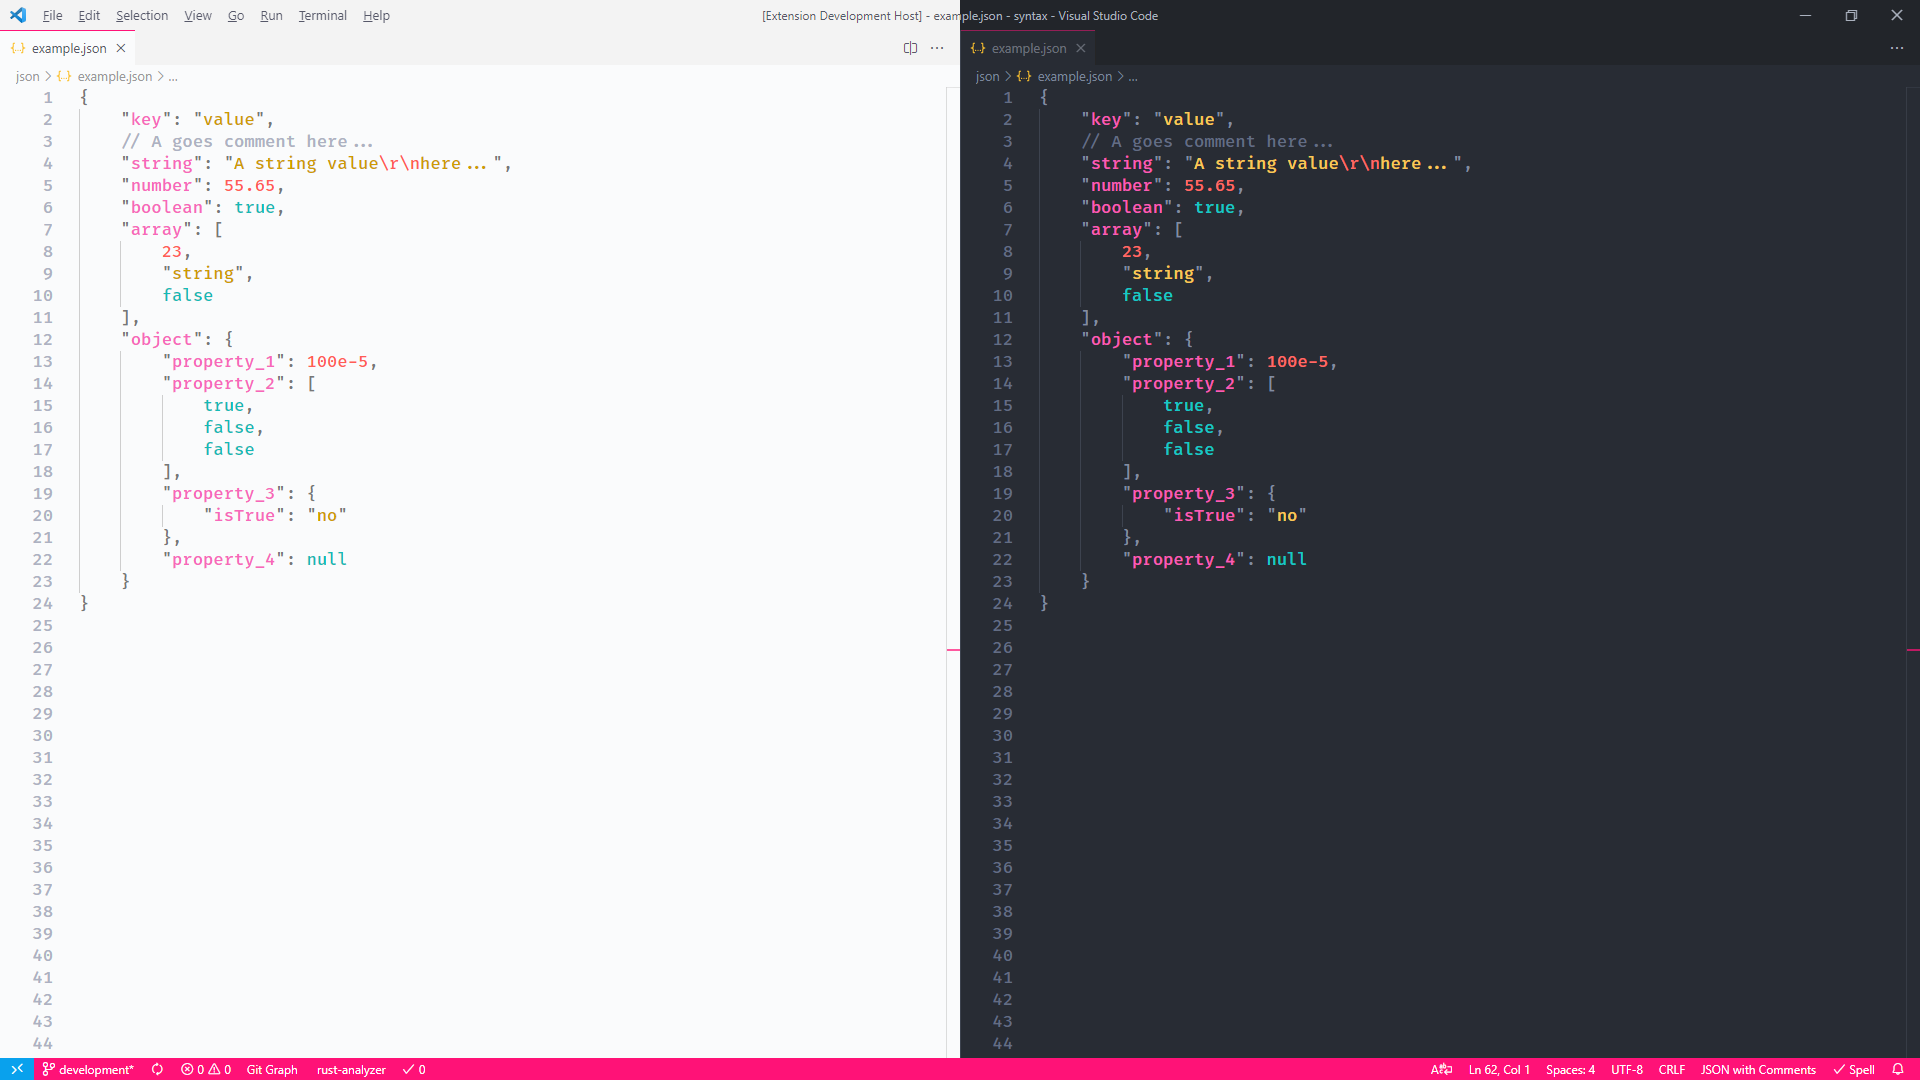 File Edit Selection View Go Run Terminal Help [Extension Development Host] - example.json - syntax - Visual Studio Code
example.json
json > {..} example.json > ...
1 {
2 "key": "value",
3 // A goes comment here...
4 "string": "A string value\r\nhere...",
5 "number": 55.65,
6 "boolean": true,
7 "array": [
8 23,
9 "string",
10 false
11 ],
12 "object": {
13 "property_1": 100e-5,
14 "property_2": [
15 true,
16 false,
17 false
18 ],
19 "property_3": {
20 "isTrue": "no"
21 },
22 "property_4": null
23 }
24 }
25
26
27
28
29
30
31
32
33
34
35
36
37
38
39
40
41
42
43
44
example.json
json > {..} example.json > ...
1 {
2 "key": "value",
3 // A goes comment here...
4 "string": "A string value\r\nhere...",
5 "number": 55.65,
6 "boolean": true,
7 "array": [
8 23,
9 "string",
10 false
11 ],
12 "object": {
13 "property_1": 100e-5,
14 "property_2": [
15 true,
16 false,
17 false
18 ],
19 "property_3": {
20 "isTrue": "no"
21 },
22 "property_4": null
23 }
24 }
25
26
27
28
29
30
31
32
33
34
35
36
37
38
39
40
41
42
43
44
development* 0 0 Git Graph rust-analyzer 0 Ln 62, Col 1 Spaces: 4 UTF-8 CRLF JSON with Comments Spell